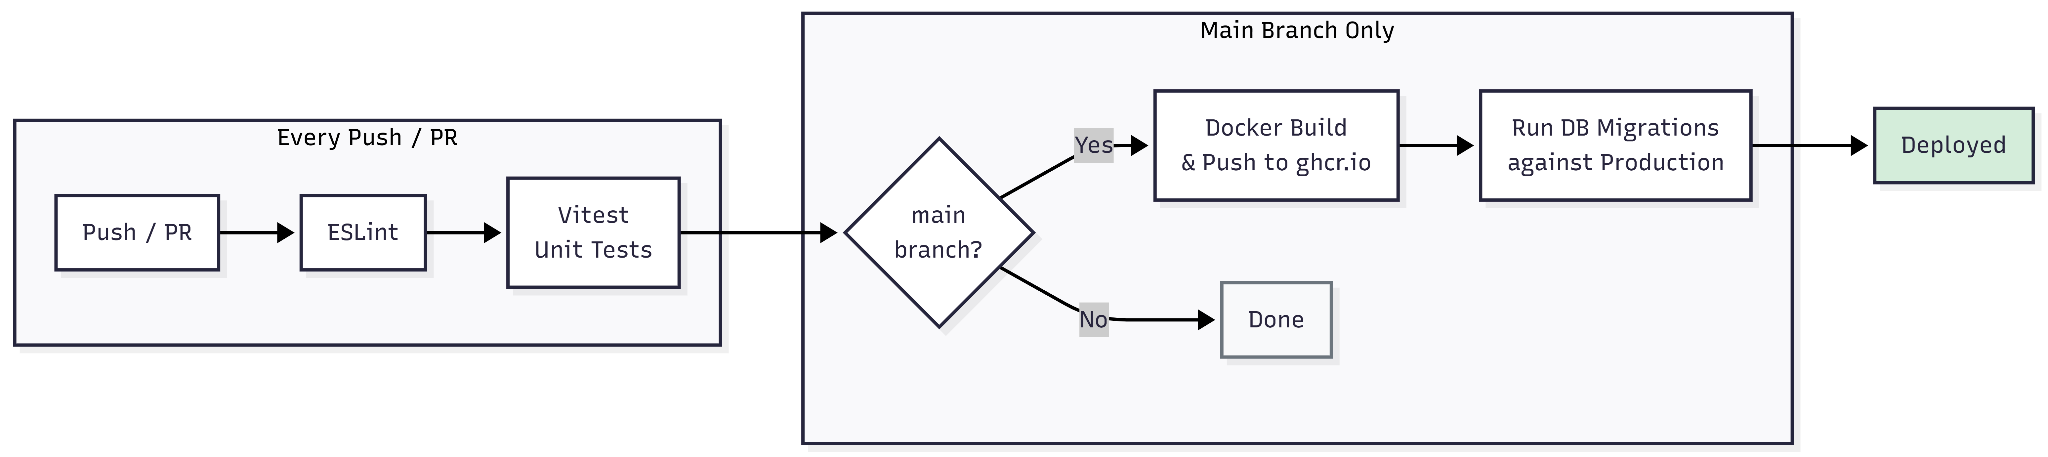 Every Push / PR
Push / PR
ESLint
Vitest
Unit Tests
Main Branch Only
main
branch?
Yes
Docker Build
& Push to ghcr.io
Run DB Migrations
against Production
Deployed
No
Done